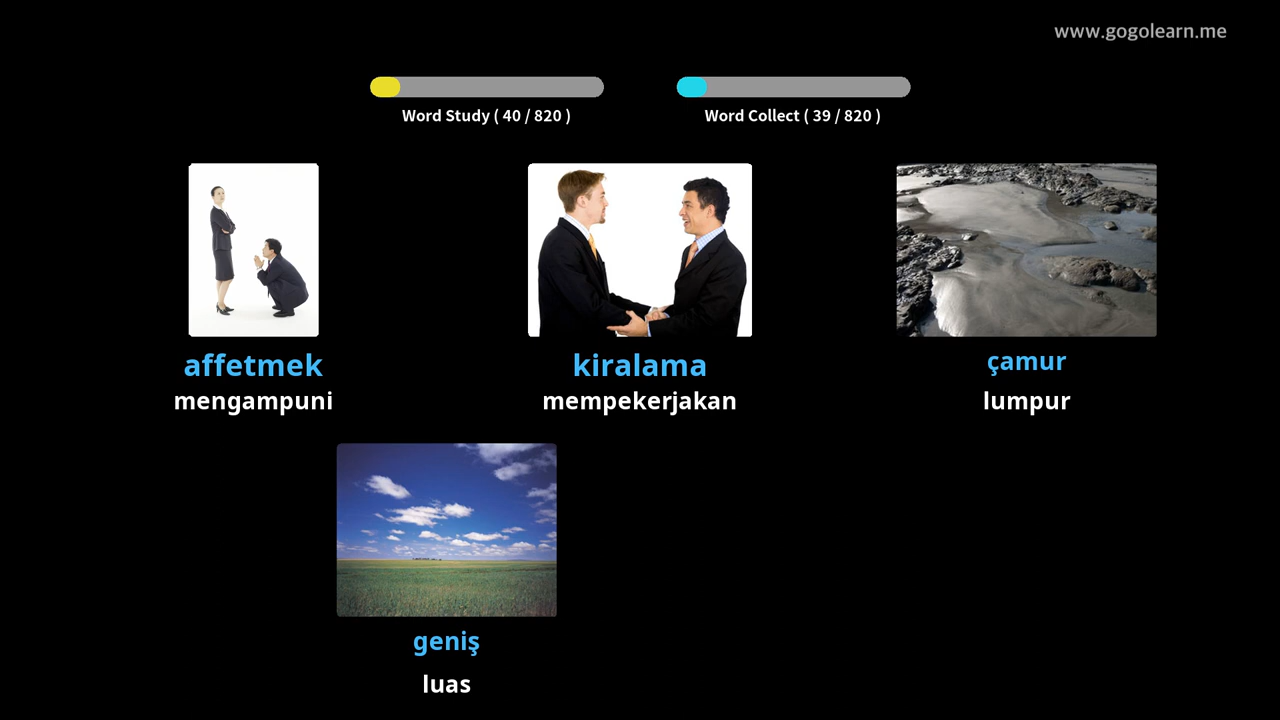 www.gogolearn.me
Word Study ( 40 / 820 )
Word Collect ( 39 / 820 )
affetmek
mengampuni
kiralama
mempekerjakan
çamur
lumpur
geniş
luas